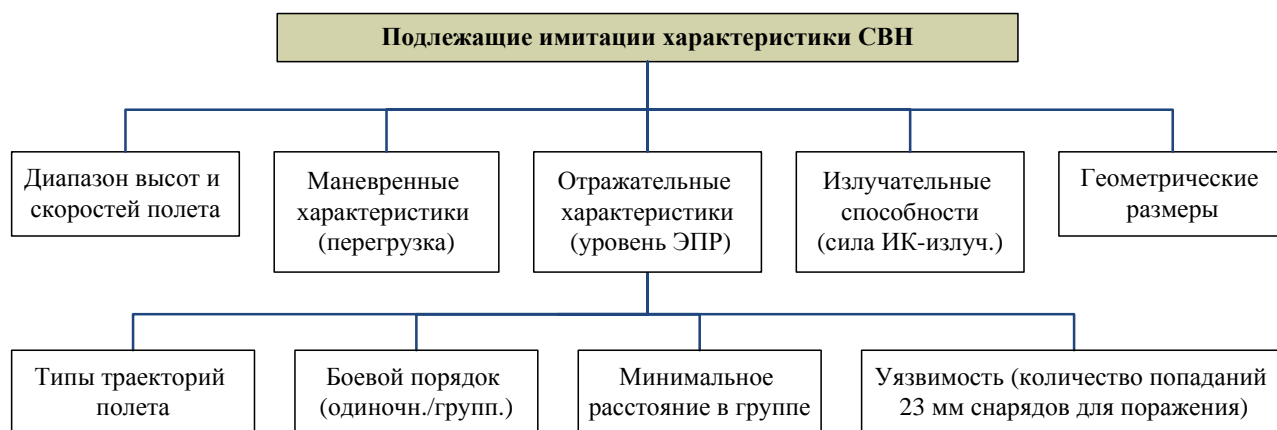 Подлежащие имитации характеристики СВН
Диапазон высот и
скоростей полета
Маневренные
характеристики
(перегрузка)
Отражательные
характеристики
(уровень ЭПР)
Излучательные
способности
(сила ИК-излуч.)
Геометрические
размеры
Типы траекторий
полета
Боевой порядок
(одиночн./групп.)
Минимальное
расстояние в группе
Уязвимость (количество попаданий
23 мм снарядов для поражения)